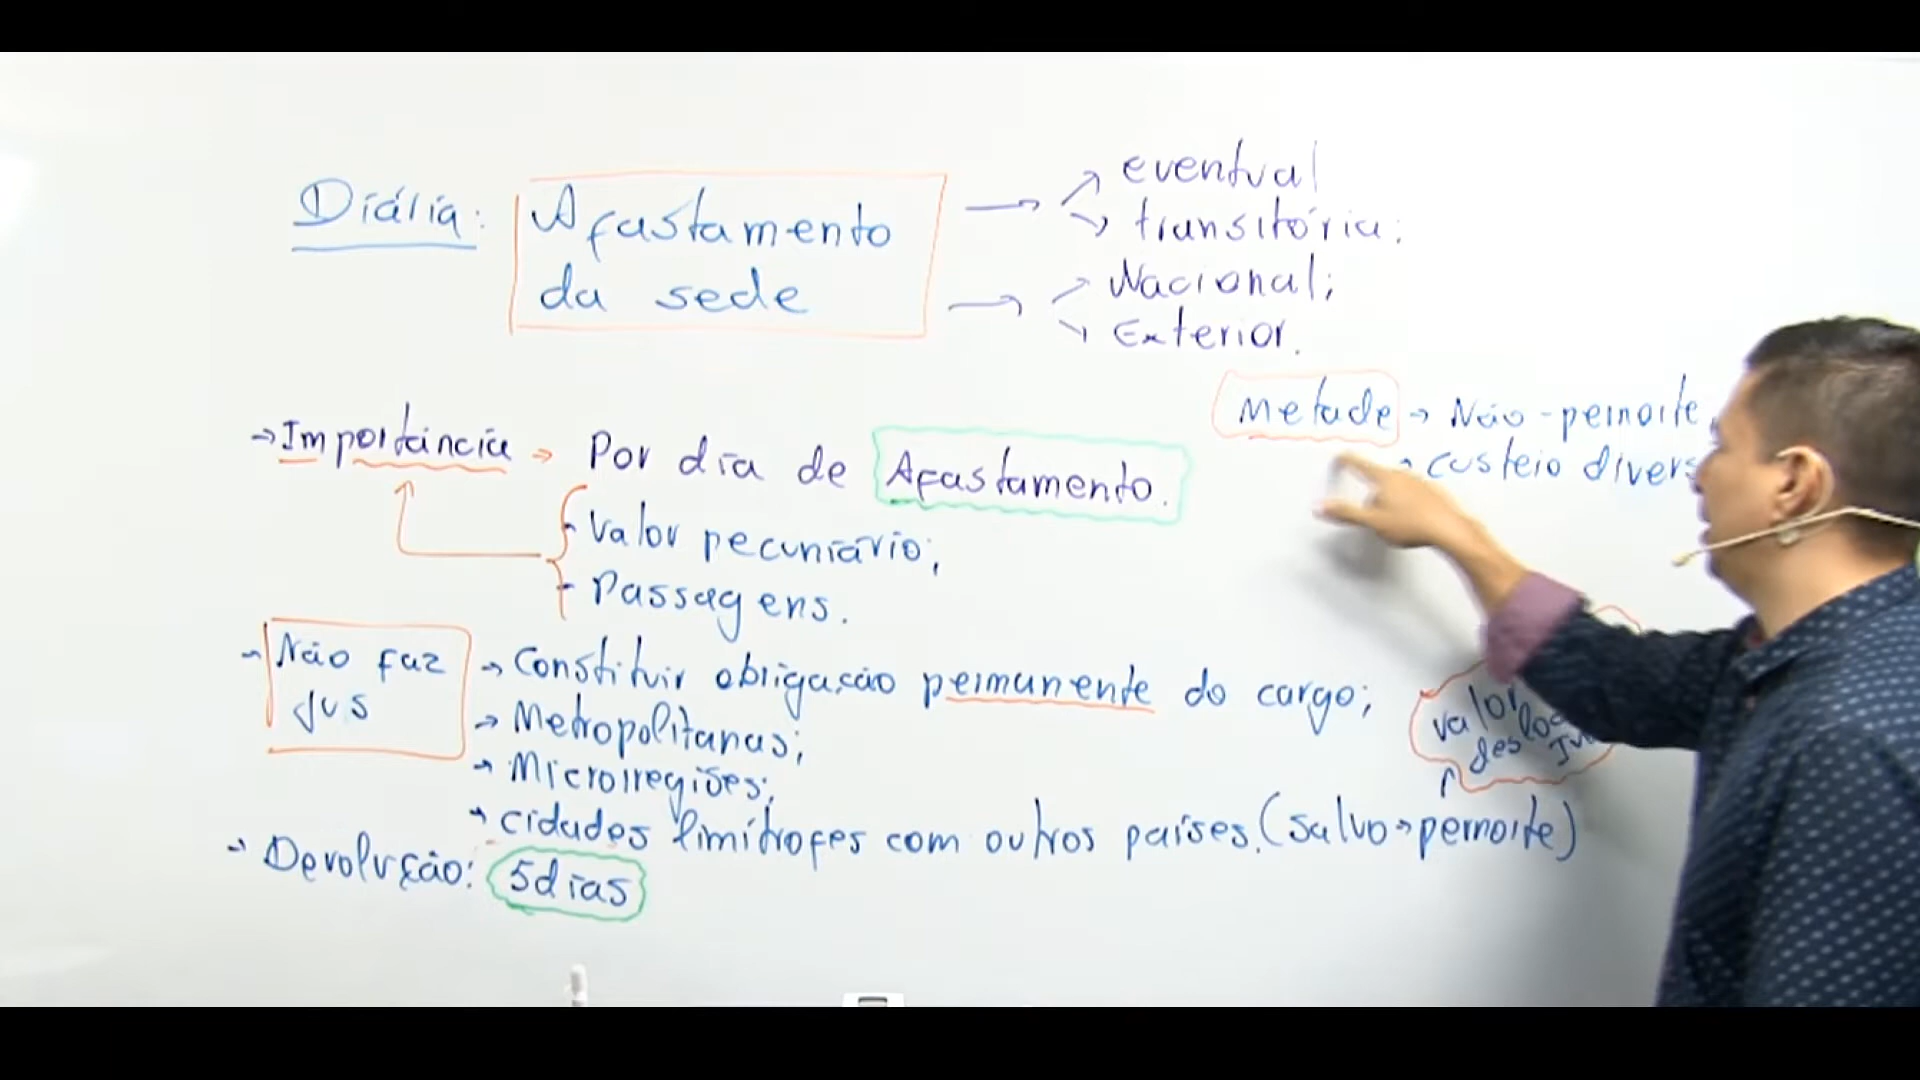 Diária: Afastamento → eventual
→ transitória;
da sede → Nacional;
→ Exterior.
Metade → Não-pernoite
→ custeio divers
→ Importância → Por dia de Afastamento.
- Valor pecuniário;
- Passagens.
→ Não faz jus → Constituir obrigação permanente do cargo;
→ Metropolitanas;
→ Microrregiões;
→ cidades limítrofes com outros países. (salvo → pernoite)
valor
→ Devolução: 5 dias